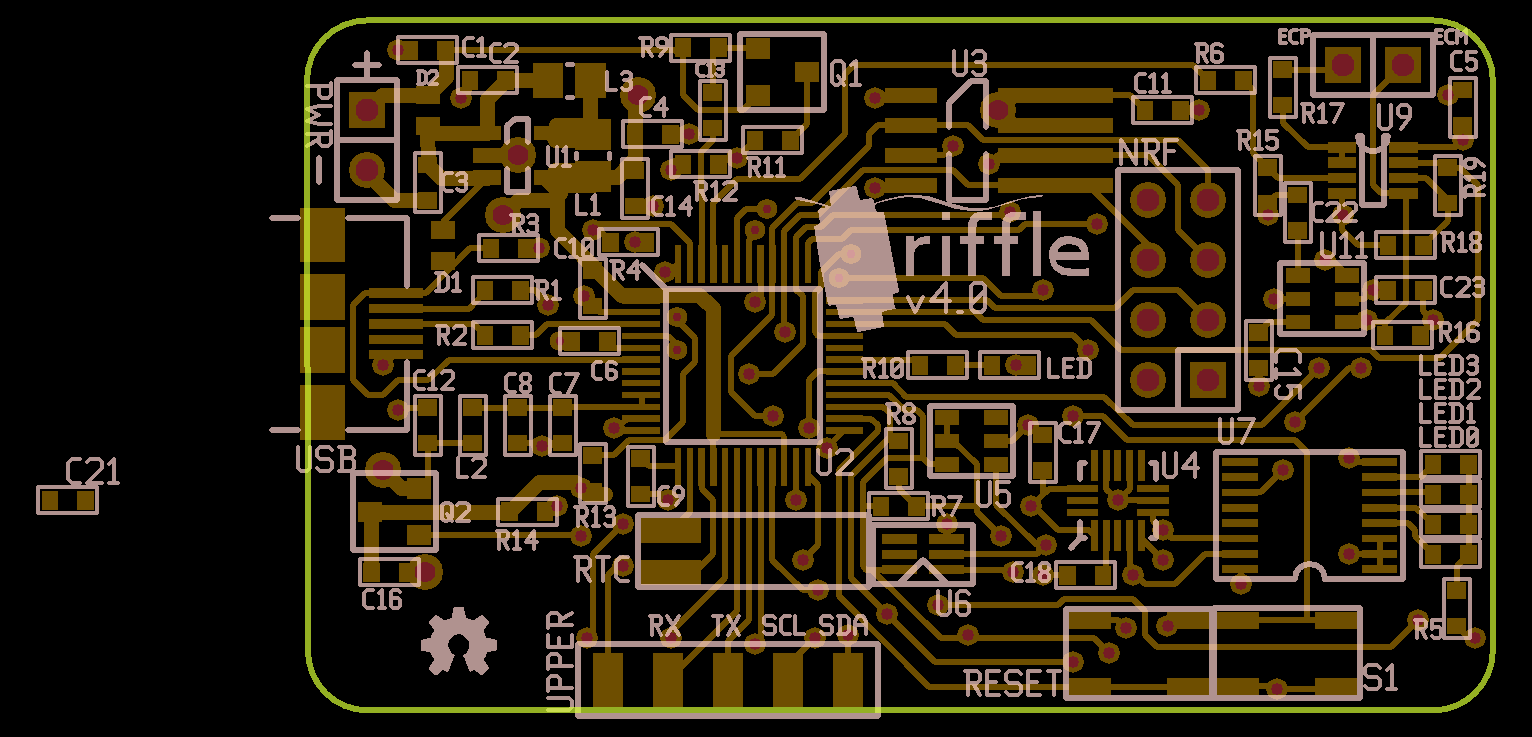 C1
C2
R9
C13
Q1
U3
R6
ECP
ECM
C5
D2
L3
C4
C11
R17
U9
PWR
U1
R11
NRF
R15
R19
C3
R12
L1
C14
C22
R3
C10
R4
riffle
U11
R18
D1
R1
v4.0
C23
R2
C6
R10
LED
C15
R16
LED3
LED2
LED1
LED0
C12
C8
C7
R8
C17
U7
USB
L2
U2
U4
C21
C9
U5
Q2
R13
R7
R14
RTC
C18
C16
U6
R5
UPPER
RX
TX
SCL
SDA
RESET
S1